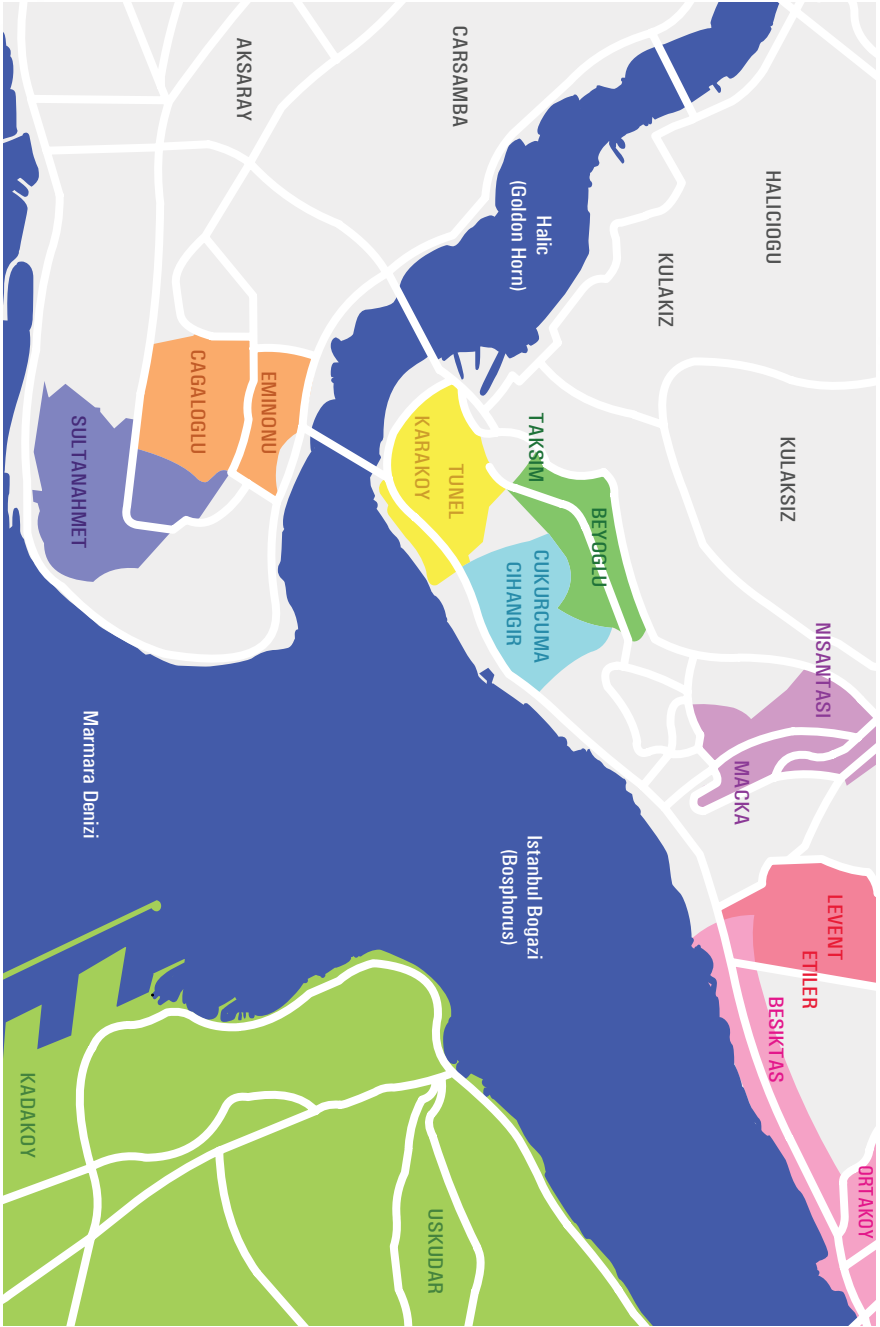 ORTAKOY
LEVENT
NISANTASI
ETILER
KULAKSIZ
HALICIOGU
BESIKTAS
MACKA
KULAKIZ
BEYOGLU
Halic
(Goldon Horn)
TAKSIM
CUKURCUMA
CIHANGIR
Istanbul Bogazi
(Bosphorus)
CARSAMBA
TUNEL
KARAKOY
USKUDAR
EMINONU
AKSARAY
CAGALOGLU
SULTANAHMET
Marmara Denizi
KADAKOY